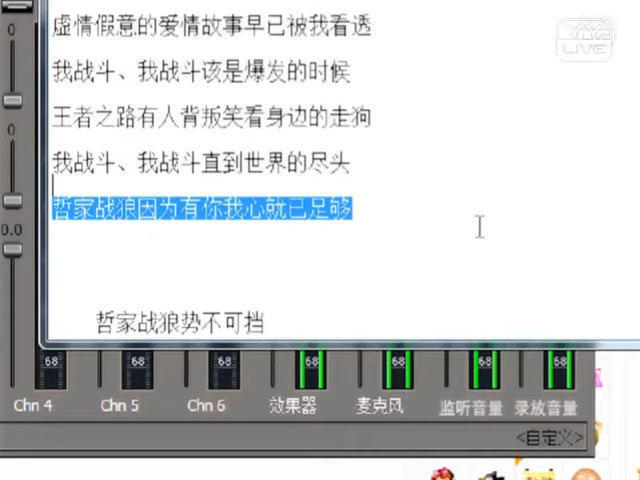 虚情假意的爱情故事早已被我看透
YY
LIVE
我战斗、我战斗该是爆发的时候
王者之路有人背叛笑看身边的走狗
我战斗、我战斗直到世界的尽头
哲家战狼因为有你我心就已足够
哲家战狼势不可挡
0
0
0.0
68 68 68 68 68 68 68
Chn 4 Chn 5 Chn 6 效果器 麦克风 监听音量 录放音量
<自定义>